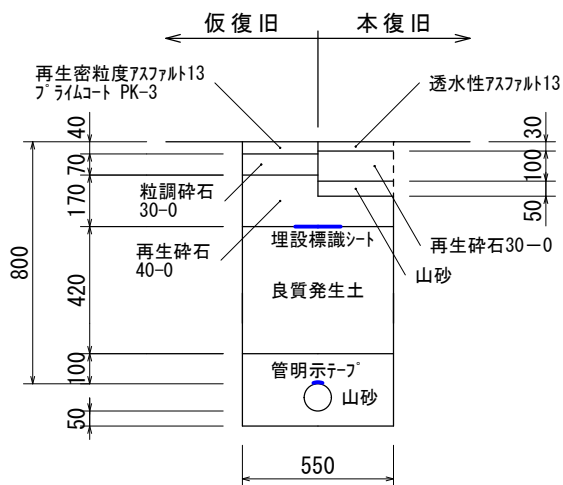 仮復旧
本復旧
再生密粒度アスファルト13
プライムコート PK-3
透水性アスファルト13
40
70
170
420
100
50
800
30
100
50
粒調砕石
30-0
再生砕石
40-0
埋設標識シート
再生砕石30－0
山砂
良質発生土
管明示テープ
山砂
550